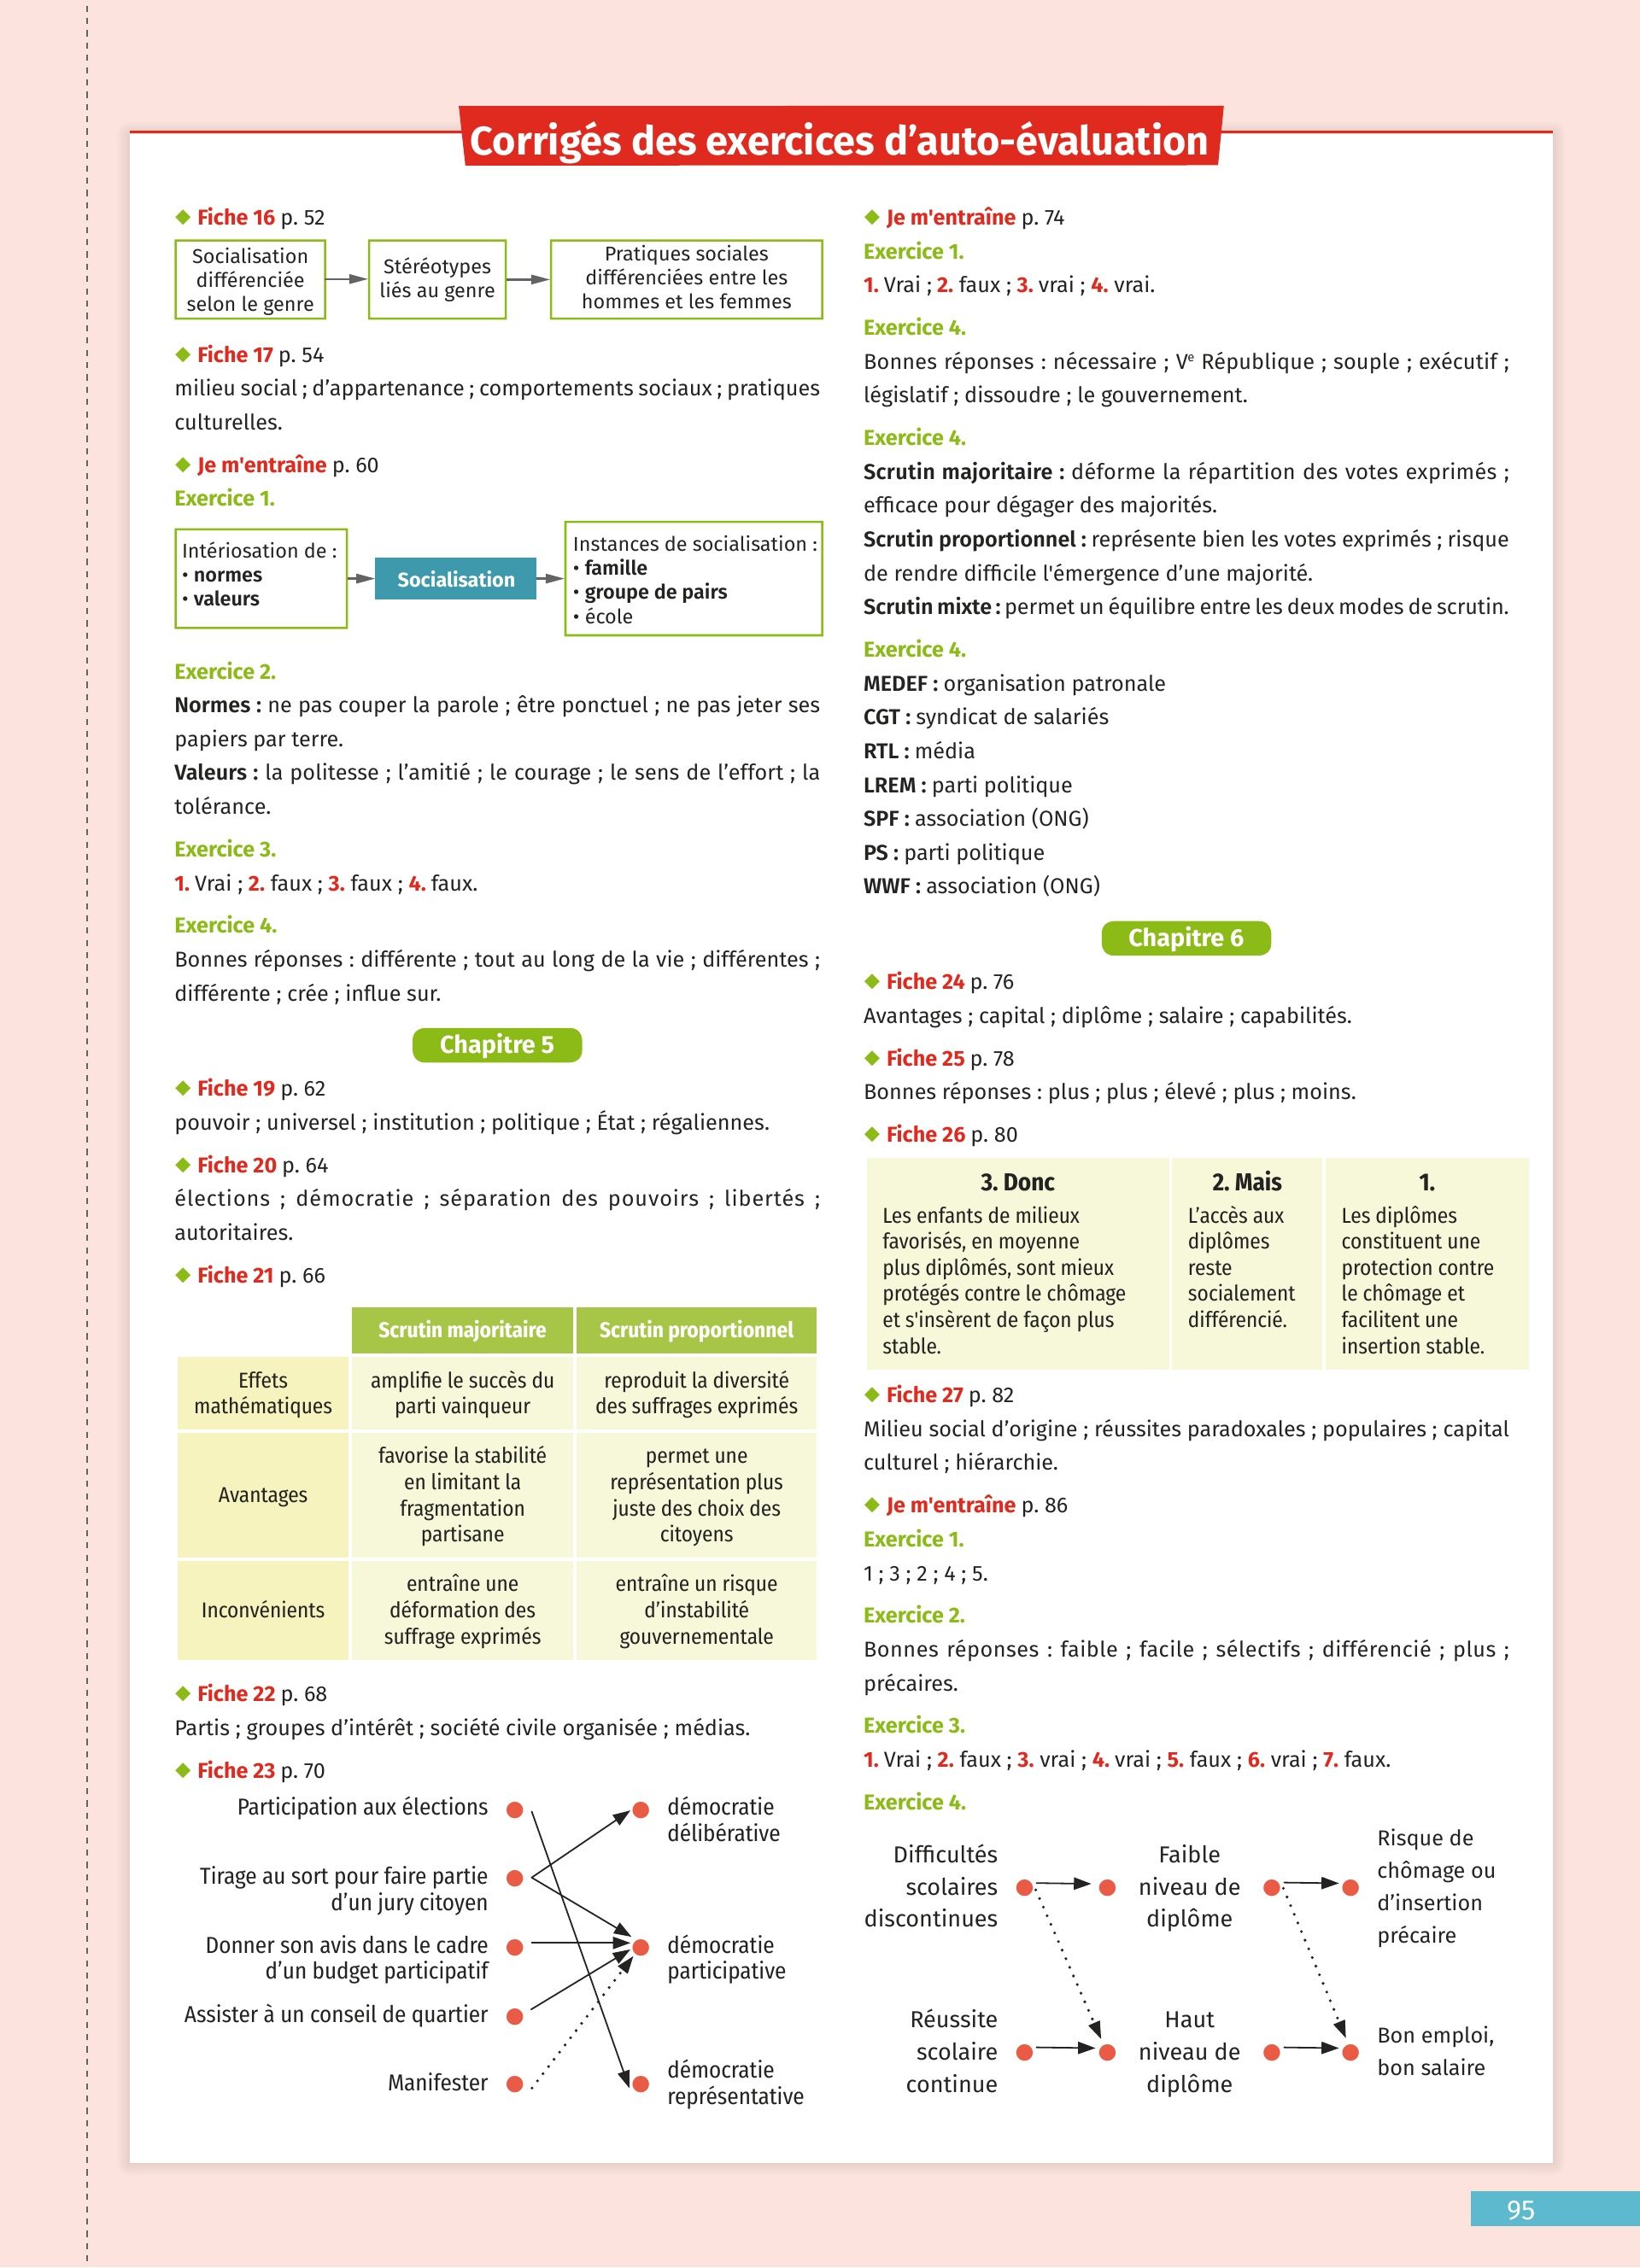 Corrigés des exercices d’auto-évaluation
◆ Fiche 16 p. 52
Socialisation
différenciée
selon le genre
Stéréotypes
liés au genre
Pratiques sociales
différenciées entre les
hommes et les femmes
◆ Fiche 17 p. 54
milieu social ; d’appartenance ; comportements sociaux ; pratiques
culturelles.
◆ Je m'entraîne p. 60
Exercice 1.
Intériosation de :
• normes
• valeurs
Socialisation
Instances de socialisation :
• famille
• groupe de pairs
• école
Exercice 2.
Normes : ne pas couper la parole ; être ponctuel ; ne pas jeter ses
papiers par terre.
Valeurs : la politesse ; l’amitié ; le courage ; le sens de l’effort ; la
tolérance.
Exercice 3.
1. Vrai ; 2. faux ; 3. faux ; 4. faux.
Exercice 4.
Bonnes réponses : différente ; tout au long de la vie ; différentes ;
différente ; crée ; influe sur.
Chapitre 5
◆ Fiche 19 p. 62
pouvoir ; universel ; institution ; politique ; État ; régaliennes.
◆ Fiche 20 p. 64
élections ; démocratie ; séparation des pouvoirs ; libertés ;
autoritaires.
◆ Fiche 21 p. 66
Scrutin majoritaire
Scrutin proportionnel
Effets
mathématiques
amplifie le succès du
parti vainqueur
reproduit la diversité
des suffrages exprimés
Avantages
favorise la stabilité
en limitant la
fragmentation
partisane
permet une
représentation plus
juste des choix des
citoyens
Inconvénients
entraîne une
déformation des
suffrage exprimés
entraîne un risque
d’instabilité
gouvernementale
◆ Fiche 22 p. 68
Partis ; groupes d’intérêt ; société civile organisée ; médias.
◆ Fiche 23 p. 70
Participation aux élections
Tirage au sort pour faire partie
d’un jury citoyen
Donner son avis dans le cadre
d’un budget participatif
Assister à un conseil de quartier
Manifester
démocratie
délibérative
démocratie
participative
démocratie
représentative
◆ Je m'entraîne p. 74
Exercice 1.
1. Vrai ; 2. faux ; 3. vrai ; 4. vrai.
Exercice 4.
Bonnes réponses : nécessaire ; Ve République ; souple ; exécutif ;
législatif ; dissoudre ; le gouvernement.
Exercice 4.
Scrutin majoritaire : déforme la répartition des votes exprimés ;
efficace pour dégager des majorités.
Scrutin proportionnel : représente bien les votes exprimés ; risque
de rendre difficile l'émergence d’une majorité.
Scrutin mixte : permet un équilibre entre les deux modes de scrutin.
Exercice 4.
MEDEF : organisation patronale
CGT : syndicat de salariés
RTL : média
LREM : parti politique
SPF : association (ONG)
PS : parti politique
WWF : association (ONG)
Chapitre 6
◆ Fiche 24 p. 76
Avantages ; capital ; diplôme ; salaire ; capabilités.
◆ Fiche 25 p. 78
Bonnes réponses : plus ; plus ; élevé ; plus ; moins.
◆ Fiche 26 p. 80
3. Donc
Les enfants de milieux
favorisés, en moyenne
plus diplômés, sont mieux
protégés contre le chômage
et s'insèrent de façon plus
stable.
2. Mais
L’accès aux
diplômes
reste
socialement
différencié.
1.
Les diplômes
constituent une
protection contre
le chômage et
facilitent une
insertion stable.
◆ Fiche 27 p. 82
Milieu social d’origine ; réussites paradoxales ; populaires ; capital
culturel ; hiérarchie.
◆ Je m'entraîne p. 86
Exercice 1.
1 ; 3 ; 2 ; 4 ; 5.
Exercice 2.
Bonnes réponses : faible ; facile ; sélectifs ; différencié ; plus ;
précaires.
Exercice 3.
1. Vrai ; 2. faux ; 3. vrai ; 4. vrai ; 5. faux ; 6. vrai ; 7. faux.
Exercice 4.
Difficultés
scolaires
discontinues
Faible
niveau de
diplôme
Risque de
chômage ou
d’insertion
précaire
Réussite
scolaire
continue
Haut
niveau de
diplôme
Bon emploi,
bon salaire
95